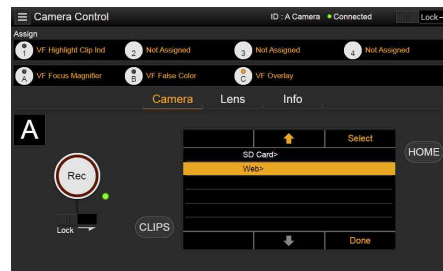 Camera Control
ID : A Camera Connected
Lock
Assign
1 VF Highlight Clip Ind
2 Not Assigned
3 Not Assigned
4 Not Assigned
A VF Focus Magnifier
B VF False Color
C VF Overlay
Camera Lens Info
A
Select
SD Card>
HOME
Web>
Rec
CLIPS
Lock
Done